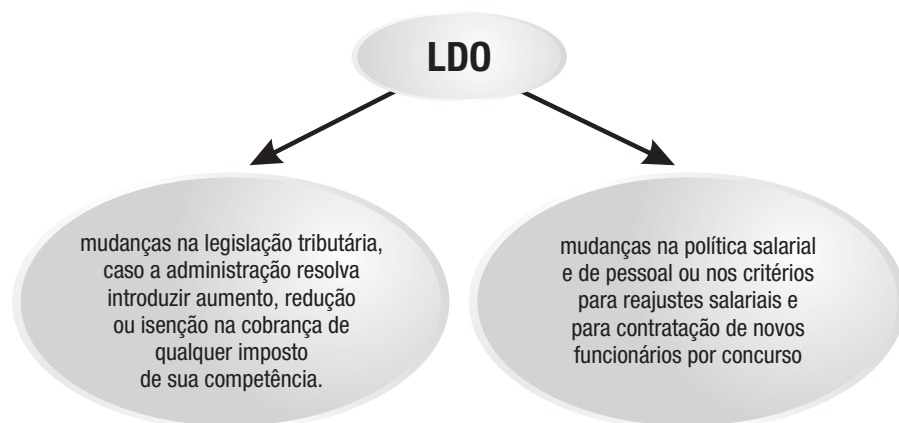 LDO
mudanças na legislação tributária,
caso a administração resolva
introduzir aumento, redução
ou isenção na cobrança de
qualquer imposto
de sua competência.
mudanças na política salarial
e de pessoal ou nos critérios
para reajustes salariais e
para contratação de novos
funcionários por concurso